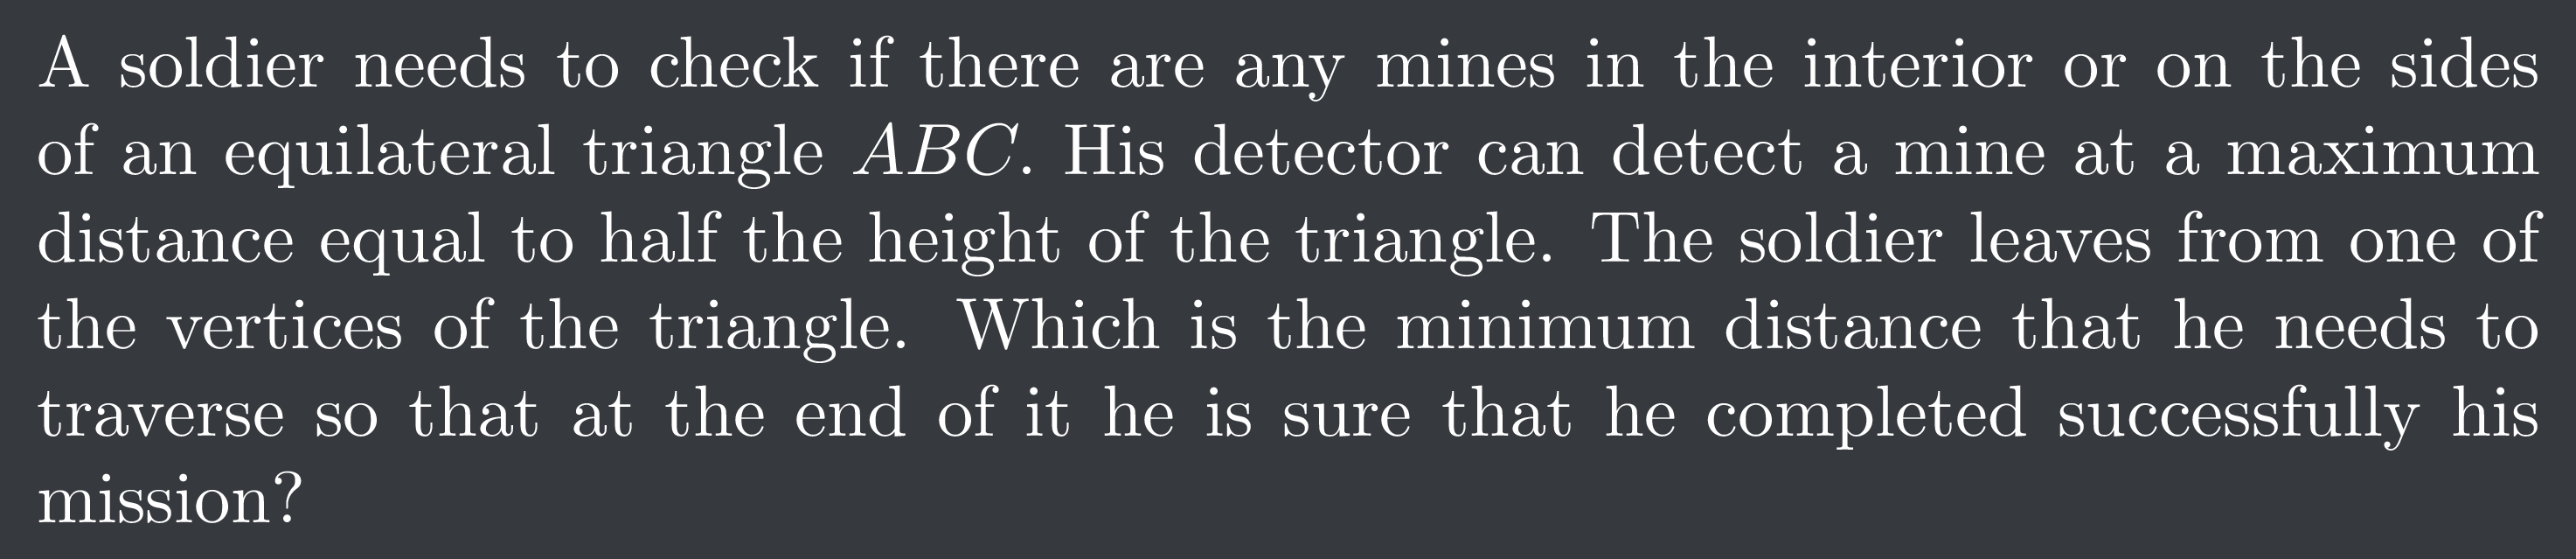 A soldier needs to check if there are any mines in the interior or on the sides
of an equilateral triangle ABC. His detector can detect a mine at a maximum
distance equal to half the height of the triangle. The soldier leaves from one of
the vertices of the triangle. Which is the minimum distance that he needs to
traverse so that at the end of it he is sure that he completed successfully his
mission?